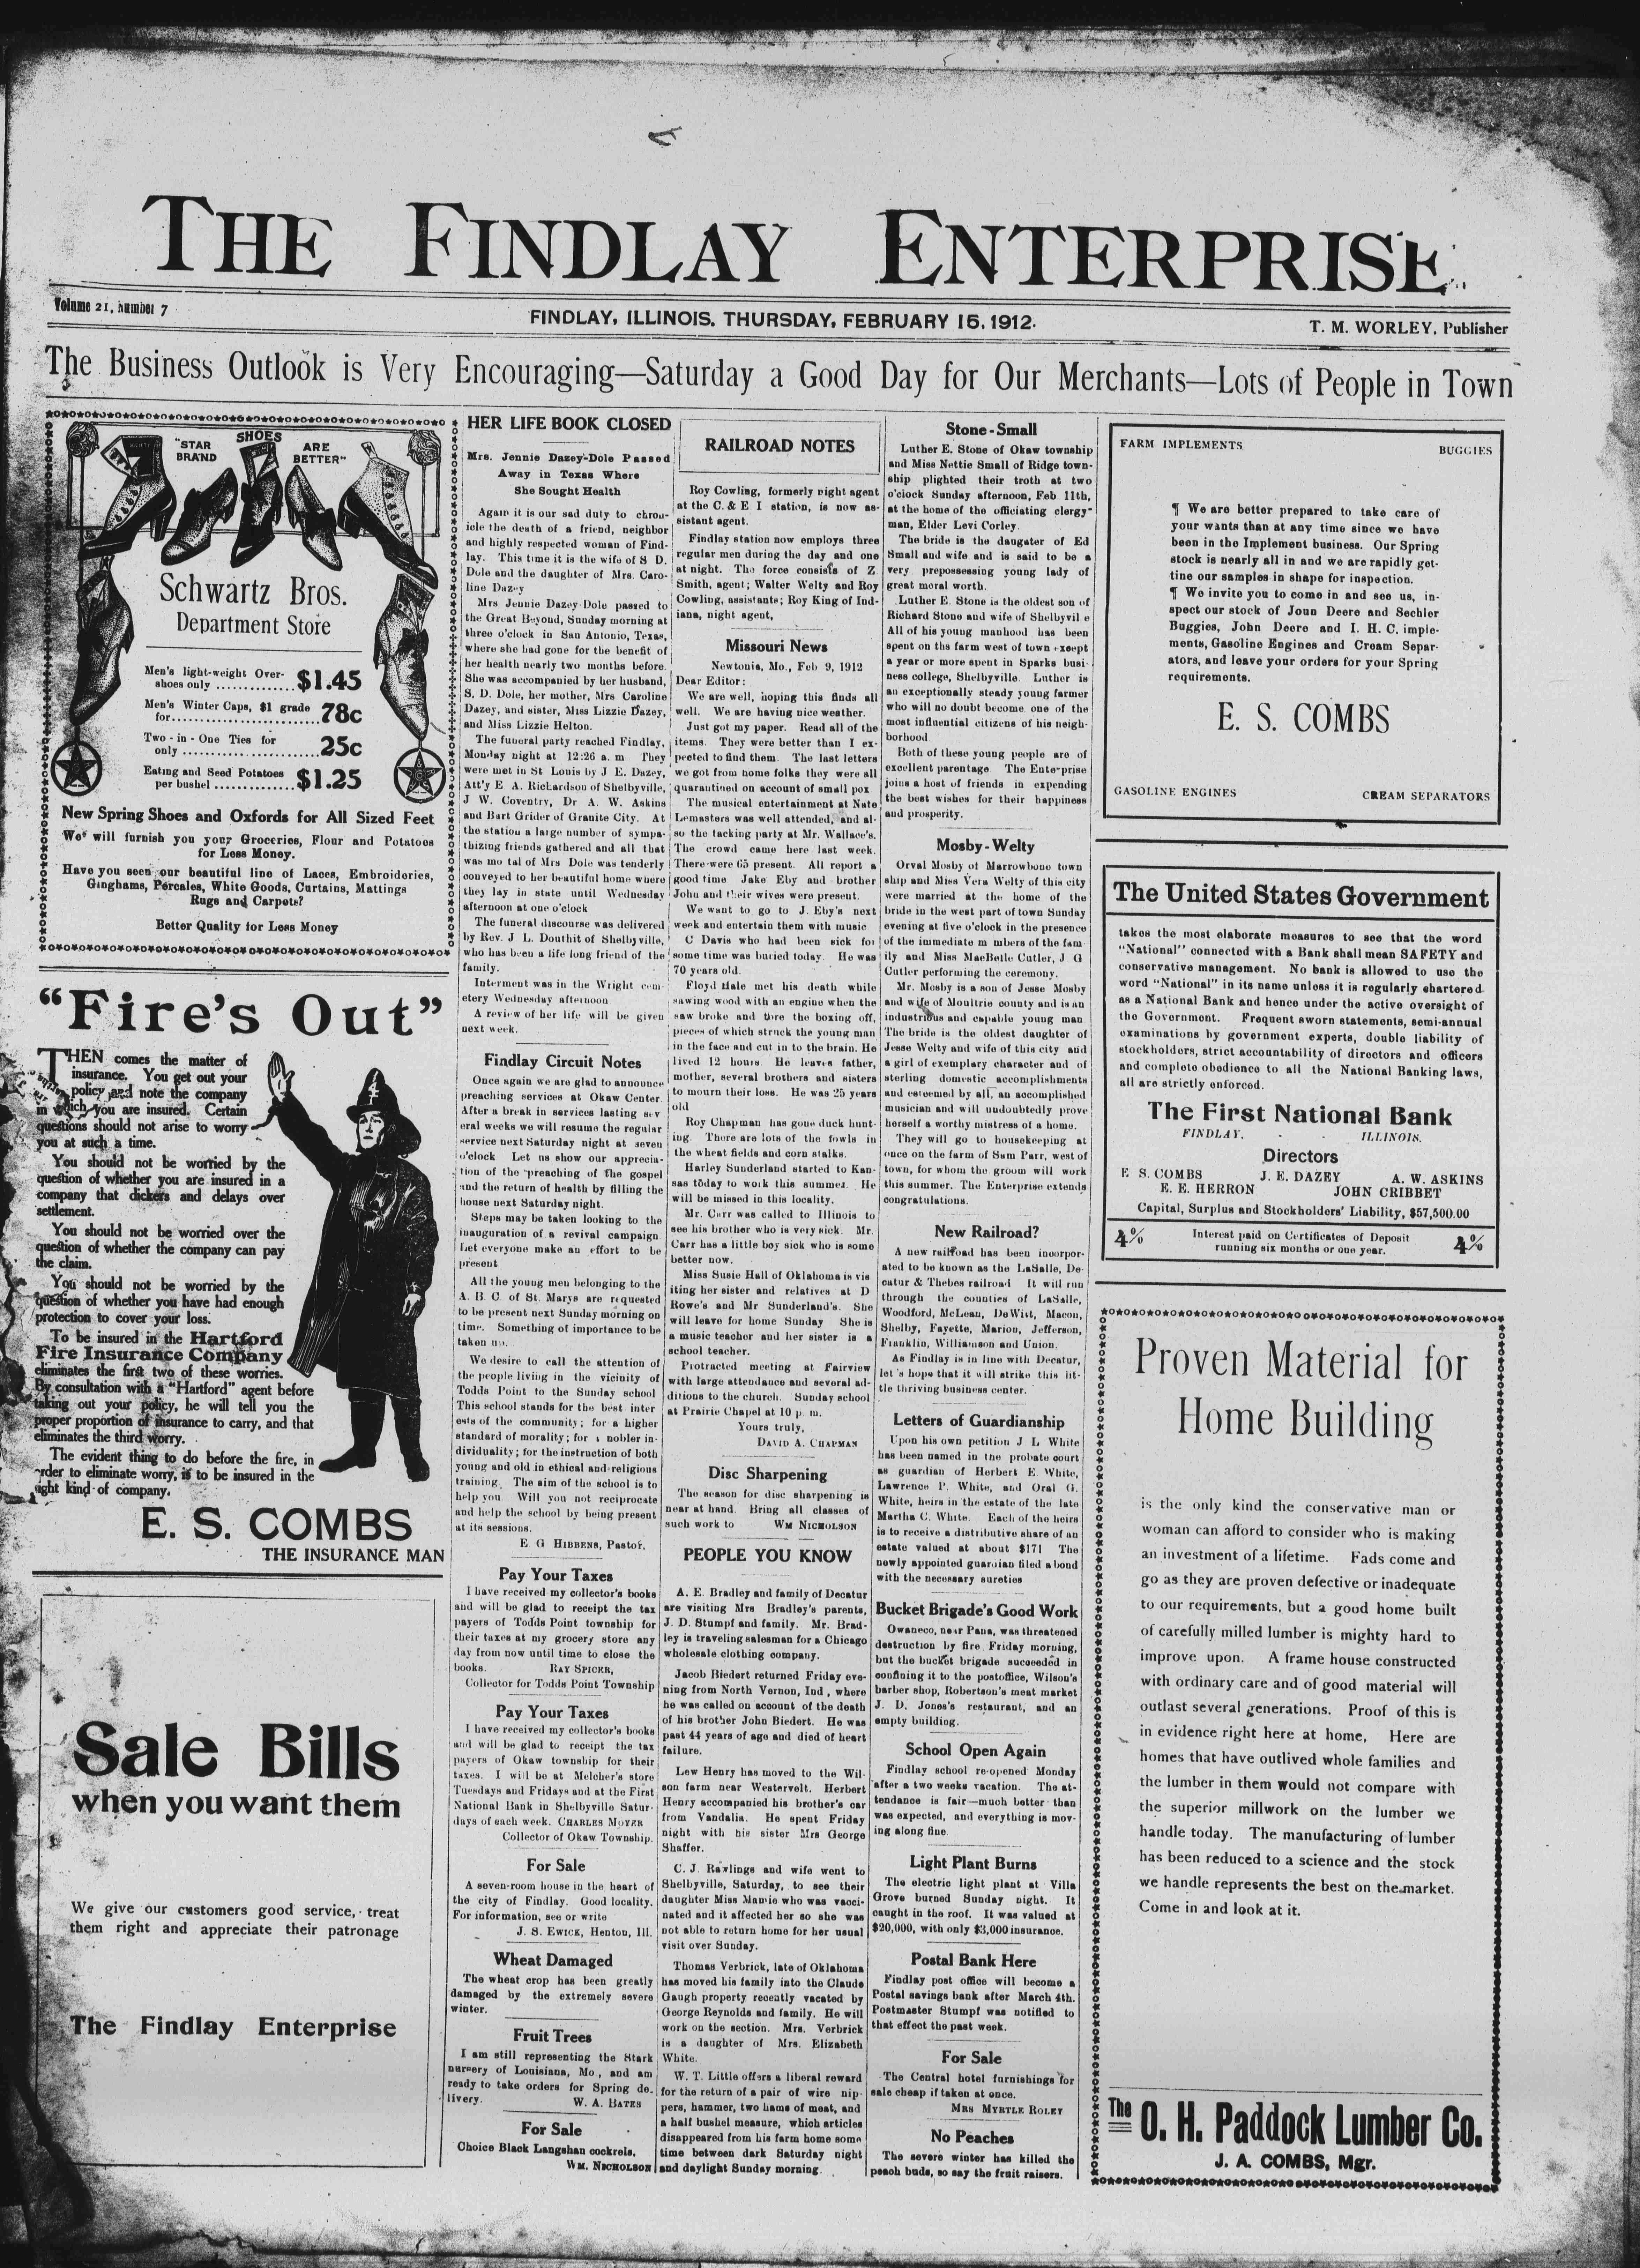 THE FINDLAY ENTERPRISE
Volume 21, Number 7
FINDLAY, ILLINOIS. THURSDAY, FEBRUARY 15, 1912.
T. M. WORLEY, Publisher
The Business Outlook is Very Encouraging—Saturday a Good Day for Our Merchants—Lots of People in Town
"STAR BRAND
SHOES
ARE BETTER"
Schwartz Bros.
Department Store
Men's light-weight Over-
shoes only .............. $1.45
Men's Winter Caps, $1 grade
for.......................... 78c
Two-in-One Ties for
only ........................ 25c
Eating and Seed Potatoes
per bushel .............. $1.25
New Spring Shoes and Oxfords for All Sized Feet
We will furnish you your Groceries, Flour and Potatoes
for Less Money.
Have you seen our beautiful line of Laces, Embroideries,
Ginghams, Percales, White Goods, Curtains, Mattings
Rugs and Carpets?
Better Quality for Less Money
"Fire's Out"
THEN comes the matter of
insurance. You get out your
policy and note the company
in which you are insured. Certain
questions should not arise to worry
you at such a time.
You should not be worried by the
question of whether you are insured in a
company that dickers and delays over
settlement.
You should not be worried over the
question of whether the company can pay
the claim.
You should not be worried by the
question of whether you have had enough
protection to cover your loss.
To be insured in the Hartford
Fire Insurance Company
eliminates the first two of these worries.
By consultation with a "Hartford" agent before
taking out your policy, he will tell you the
proper proportion of insurance to carry, and that
eliminates the third worry.
The evident thing to do before the fire, in
order to eliminate worry, is to be insured in the
right kind of company.
E. S. COMBS
THE INSURANCE MAN
Sale Bills
when you want them
We give our customers good service, treat
them right and appreciate their patronage
The Findlay Enterprise
HER LIFE BOOK CLOSED
Mrs. Jennie Dazey-Dole Passed
Away in Texas Where
She Sought Health
Again it is our sad duty to chron-
icle the death of a friend, neighbor
and highly respected woman of Find-
lay. This time it is the wife of S D.
Dole and the daughter of Mrs. Caro-
line Dazey
Mrs Jennie Dazey Dole passed to
the Great Beyond, Sunday morning at
three o'clock in San Antonio, Texas,
where she had gone for the benefit of
her health nearly two months before.
She was accompanied by her husband,
S. D. Dole, her mother, Mrs Caroline
Dazey, and sister, Miss Lizzie Dazey,
and Miss Lizzie Helton.
The funeral party reached Findlay,
Monday night at 12:26 a. m They
were met in St Louis by J E. Dazey,
Att'y E A. Richardson of Shelbyville,
J W. Coventry, Dr A. W. Askins
and Bart Grider of Granite City. At
the station a large number of sympa-
thizing friends gathered and all that
was mo tal of Mrs Dole was tenderly
conveyed to her beautiful home where
they lay in state until Wednesday
afternoon at one o'clock
The funeral discourse was delivered
by Rev. J L. Douthit of Shelbyville,
who has been a life long friend of the
family.
Interment was in the Wright cem
etery Wednesday afternoon
A review of her life will be given
next week.
Findlay Circuit Notes
Once again we are glad to announce
preaching services at Okaw Center.
After a break in services lasting sev
eral weeks we will resume the regular
service next Saturday night at seven
o'clock Let us show our apprecia-
tion of the preaching of the gospel
and the return of health by filling the
house next Saturday night.
Steps may be taken looking to the
inauguration of a revival campaign.
Let everyone make an effort to be
present
All the young men belonging to the
A. B. C. of St. Marys are requested
to be present next Sunday morning on
time. Something of importance to be
taken up.
We desire to call the attention of
the people living in the vicinity of
Todds Point to the Sunday school
This school stands for the best inter
ests of the community; for a higher
standard of morality; for a nobler in-
dividuality; for the instruction of both
young and old in ethical and religious
training. The aim of the school is to
help you Will you not reciprocate
and help the school by being present
at its sessions.
E G HIBBENS, Pastor.
Pay Your Taxes
I have received my collector's books
and will be glad to receipt the tax
payers of Todds Point township for
their taxes at my grocery store any
day from now until time to close the
books. RAY SPICER,
Collector for Todds Point Township
Pay Your Taxes
I have received my collector's books
and will be glad to receipt the tax
payers of Okaw township for their
taxes. I will be at Melcher's store
Tuesdays and Fridays and at the First
National Bank in Shelbyville Satur-
days of each week. CHARLES MOYER
Collector of Okaw Township.
For Sale
A seven-room house in the heart of
the city of Findlay. Good locality.
For information, see or write
J. S. EWICK, Henton, Ill.
Wheat Damaged
The wheat crop has been greatly
damaged by the extremely severe
winter.
Fruit Trees
I am still representing the Stark
nursery of Louisiana, Mo., and am
ready to take orders for Spring de-
livery. W. A. BATES
For Sale
Choice Black Langshan cockrels.
WM. NICHOLSON
RAILROAD NOTES
Roy Cowling, formerly night agent
at the C. & E I station, is now as-
sistant agent.
Findlay station now employs three
regular men during the day and one
at night. The force consists of Z.
Smith, agent; Walter Welty and Roy
Cowling, assistants; Roy King of Ind-
iana, night agent,
Missouri News
Newtonia, Mo., Feb 9, 1912
Dear Editor:
We are well, hoping this finds all
well. We are having nice weather.
Just got my paper. Read all of the
items. They were better than I ex-
pected to find them. The last letters
we got from home folks they were all
quarantined on account of small pox
The musical entertainment at Nate
Lemasters was well attended, and al-
so the tacking party at Mr. Wallace's.
The crowd came here last week.
There were 65 present. All report a
good time Jake Eby and brother
John and their wives were present.
We want to go to J. Eby's next
week and entertain them with music
C Davis who had been sick for
some time was buried today. He was
70 years old.
Floyd Hale met his death while
sawing wood with an engine when the
saw broke and tore the boxing off,
pieces of which struck the young man
in the face and cut in to the brain. He
lived 12 hours He leaves father,
mother, several brothers and sisters
to mourn their loss. He was 25 years
old
Roy Chapman has gone duck hunt-
ing. There are lots of the fowls in
the wheat fields and corn stalks.
Harley Sunderland started to Kan-
sas today to work this summer. He
will be missed in this locality.
Mr. Carr was called to Illinois to
see his brother who is very sick. Mr.
Carr has a little boy sick who is some
better now.
Miss Susie Hall of Oklahoma is vis
iting her sister and relatives at D
Rowe's and Mr Sunderland's. She
will leave for home Sunday She is
a music teacher and her sister is a
school teacher.
Protracted meeting at Fairview
with large attendance and several ad-
ditions to the church. Sunday school
at Prairie Chapel at 10 p. m.
Yours truly,
DAVID A. CHAPMAN
Disc Sharpening
The season for disc sharpening is
near at hand. Bring all classes of
such work to WM NICHOLSON
PEOPLE YOU KNOW
A. E. Bradley and family of Decatur
are visiting Mrs Bradley's parents,
J. D. Stumpf and family. Mr. Brad-
ley is traveling salesman for a Chicago
wholesale clothing company.
Jacob Biedert returned Friday eve-
ning from North Vernon, Ind, where
he was called on account of the death
of his brother John Biedert. He was
past 44 years of age and died of heart
failure.
Lew Henry has moved to the Wil-
son farm near Westervelt. Herbert
Henry accompanied his brother's car
from Vandalia. He spent Friday
night with his sister Mrs George
Shaffer.
C. J. Rawlings and wife went to
Shelbyville, Saturday, to see their
daughter Miss Mamie who was vacci-
nated and it affected her so she was
not able to return home for her usual
visit over Sunday.
Thomas Verbrick, late of Oklahoma
has moved his family into the Claude
Gaugh property recently vacated by
George Reynolds and family. He will
work on the section. Mrs. Verbrick
is a daughter of Mrs. Elizabeth
White.
W. T. Little offers a liberal reward
for the return of a pair of wire nip-
pers, hammer, two hams of meat, and
a half bushel measure, which articles
disappeared from his farm home some
time between dark Saturday night
and daylight Sunday morning.
Stone-Small
Luther E. Stone of Okaw township
and Miss Nettie Small of Ridge town-
ship plighted their troth at two
o'clock Sunday afternoon, Feb. 11th,
at the home of the officiating clergy-
man, Elder Levi Corley.
The bride is the daugater of Ed
Small and wife and is said to be a
very prepossessing young lady of
great moral worth.
Luther E. Stone is the oldest son of
Richard Stone and wife of Shelbyvil e
All of his young manhood has been
spent on the farm west of town except
a year or more spent in Sparks busi-
ness college, Shelbyville. Luther is
an exceptionally steady young farmer
who will no doubt become one of the
most influential citizens of his neigh-
borhood
Both of these young people are of
excellent parentage The Enterprise
joins a host of friends in expending
the best wishes for their happiness
and prosperity.
Mosby-Welty
Orval Mosby of Marrowbone town
ship and Miss Vera Welty of this city
were married at the home of the
bride in the west part of town Sunday
evening at five o'clock in the presence
of the immediate m mbers of the fam
ily and Miss MaeBelle Cutler, J G
Cutler performing the ceremony.
Mr. Mosby is a son of Jesse Mosby
and wife of Moultrie county and is an
industrious and capable young man
The bride is the oldest daughter of
Jesse Welty and wife of this city and
a girl of exemplary character and of
sterling domestic accomplishments
and esteemed by all, an accomplished
musician and will undoubtedly prove
herself a worthy mistress of a home.
They will go to housekeeping at
once on the farm of Sum Parr, west of
town, for whom the groom will work
this summer. The Enterprise extends
congratulations.
New Railroad?
A new railroad has been incorpor-
ated to be known as the LaSalle, De-
catur & Thebes railroad It will run
through the counties of LaSalle,
Woodford, McLean, DeWitt, Macon,
Shelby, Fayette, Marion, Jefferson,
Franklin, Williamson and Union.
As Findlay is in line with Decatur,
let's hope that it will strike this lit-
tle thriving business center.
Letters of Guardianship
Upon his own petition J L White
has been named in the probate court
as guardian of Herbert E. White,
Lawrence P. White, and Oral G.
White, heirs in the estate of the late
Martha C. White. Each of the heirs
is to receive a distributive share of an
estate valued at about $171 The
newly appointed guardian filed a bond
with the necessary sureties
Bucket Brigade's Good Work
Owaneco, near Pana, was threatened
destruction by fire Friday morning,
but the bucket brigade succeeded in
confining it to the postoffice, Wilson's
barber shop, Robertson's meat market
J. D. Jones's restaurant, and an
empty building.
School Open Again
Findlay school re-opened Monday
after a two weeks vacation. The at-
tendance is fair—much better than
was expected, and everything is mov-
ing along fine.
Light Plant Burns
The electric light plant at Villa
Grove burned Sunday night. It
caught in the roof. It was valued at
$20,000, with only $3,000 insurance.
Postal Bank Here
Findlay post office will become a
Postal savings bank after March 4th.
Postmaster Stumpf was notified to
that effect the past week.
For Sale
The Central hotel furnishings for
sale cheap if taken at once.
MRS MYRTLE ROLEY
No Peaches
The severe winter has killed the
peach buds, so say the fruit raisers.
FARM IMPLEMENTS
BUGGIES
¶ We are better prepared to take care of
your wants than at any time since we have
been in the Implement business. Our Spring
stock is nearly all in and we are rapidly get-
tine our samples in shape for inspection.
¶ We invite you to come in and see us, in-
spect our stock of Joun Deere and Sechler
Buggies, John Deere and I. H. C. imple-
ments, Gasoline Engines and Cream Separ-
ators, and leave your orders for your Spring
requirements.
E. S. COMBS
GASOLINE ENGINES
CREAM SEPARATORS
The United States Government
takes the most elaborate measures to see that the word
"National" connected with a Bank shall mean SAFETY and
conservative management. No bank is allowed to use the
word "National" in its name unless it is regularly chartered
as a National Bank and hence under the active oversight of
the Government. Frequent sworn statements, semi-annual
examinations by government experts, double liability of
stockholders, strict accountability of directors and officers
and complete obedience to all the National Banking laws,
all are strictly enforced.
The First National Bank
FINDLAY. - ILLINOIS.
Directors
E S. COMBS J. E. DAZEY A. W. ASKINS
E. E. HERRON JOHN CRIBBET
Capital, Surplus and Stockholders' Liability, $57,500.00
4% Interest paid on Certificates of Deposit
running six months or one year. 4%
Proven Material for
Home Building
is the only kind the conservative man or
woman can afford to consider who is making
an investment of a lifetime. Fads come and
go as they are proven defective or inadequate
to our requirements, but a good home built
of carefully milled lumber is mighty hard to
improve upon. A frame house constructed
with ordinary care and of good material will
outlast several generations. Proof of this is
in evidence right here at home, Here are
homes that have outlived whole families and
the lumber in them would not compare with
the superior millwork on the lumber we
handle today. The manufacturing of lumber
has been reduced to a science and the stock
we handle represents the best on the market.
Come in and look at it.
The O. H. Paddock Lumber Co.
J. A. COMBS, Mgr.